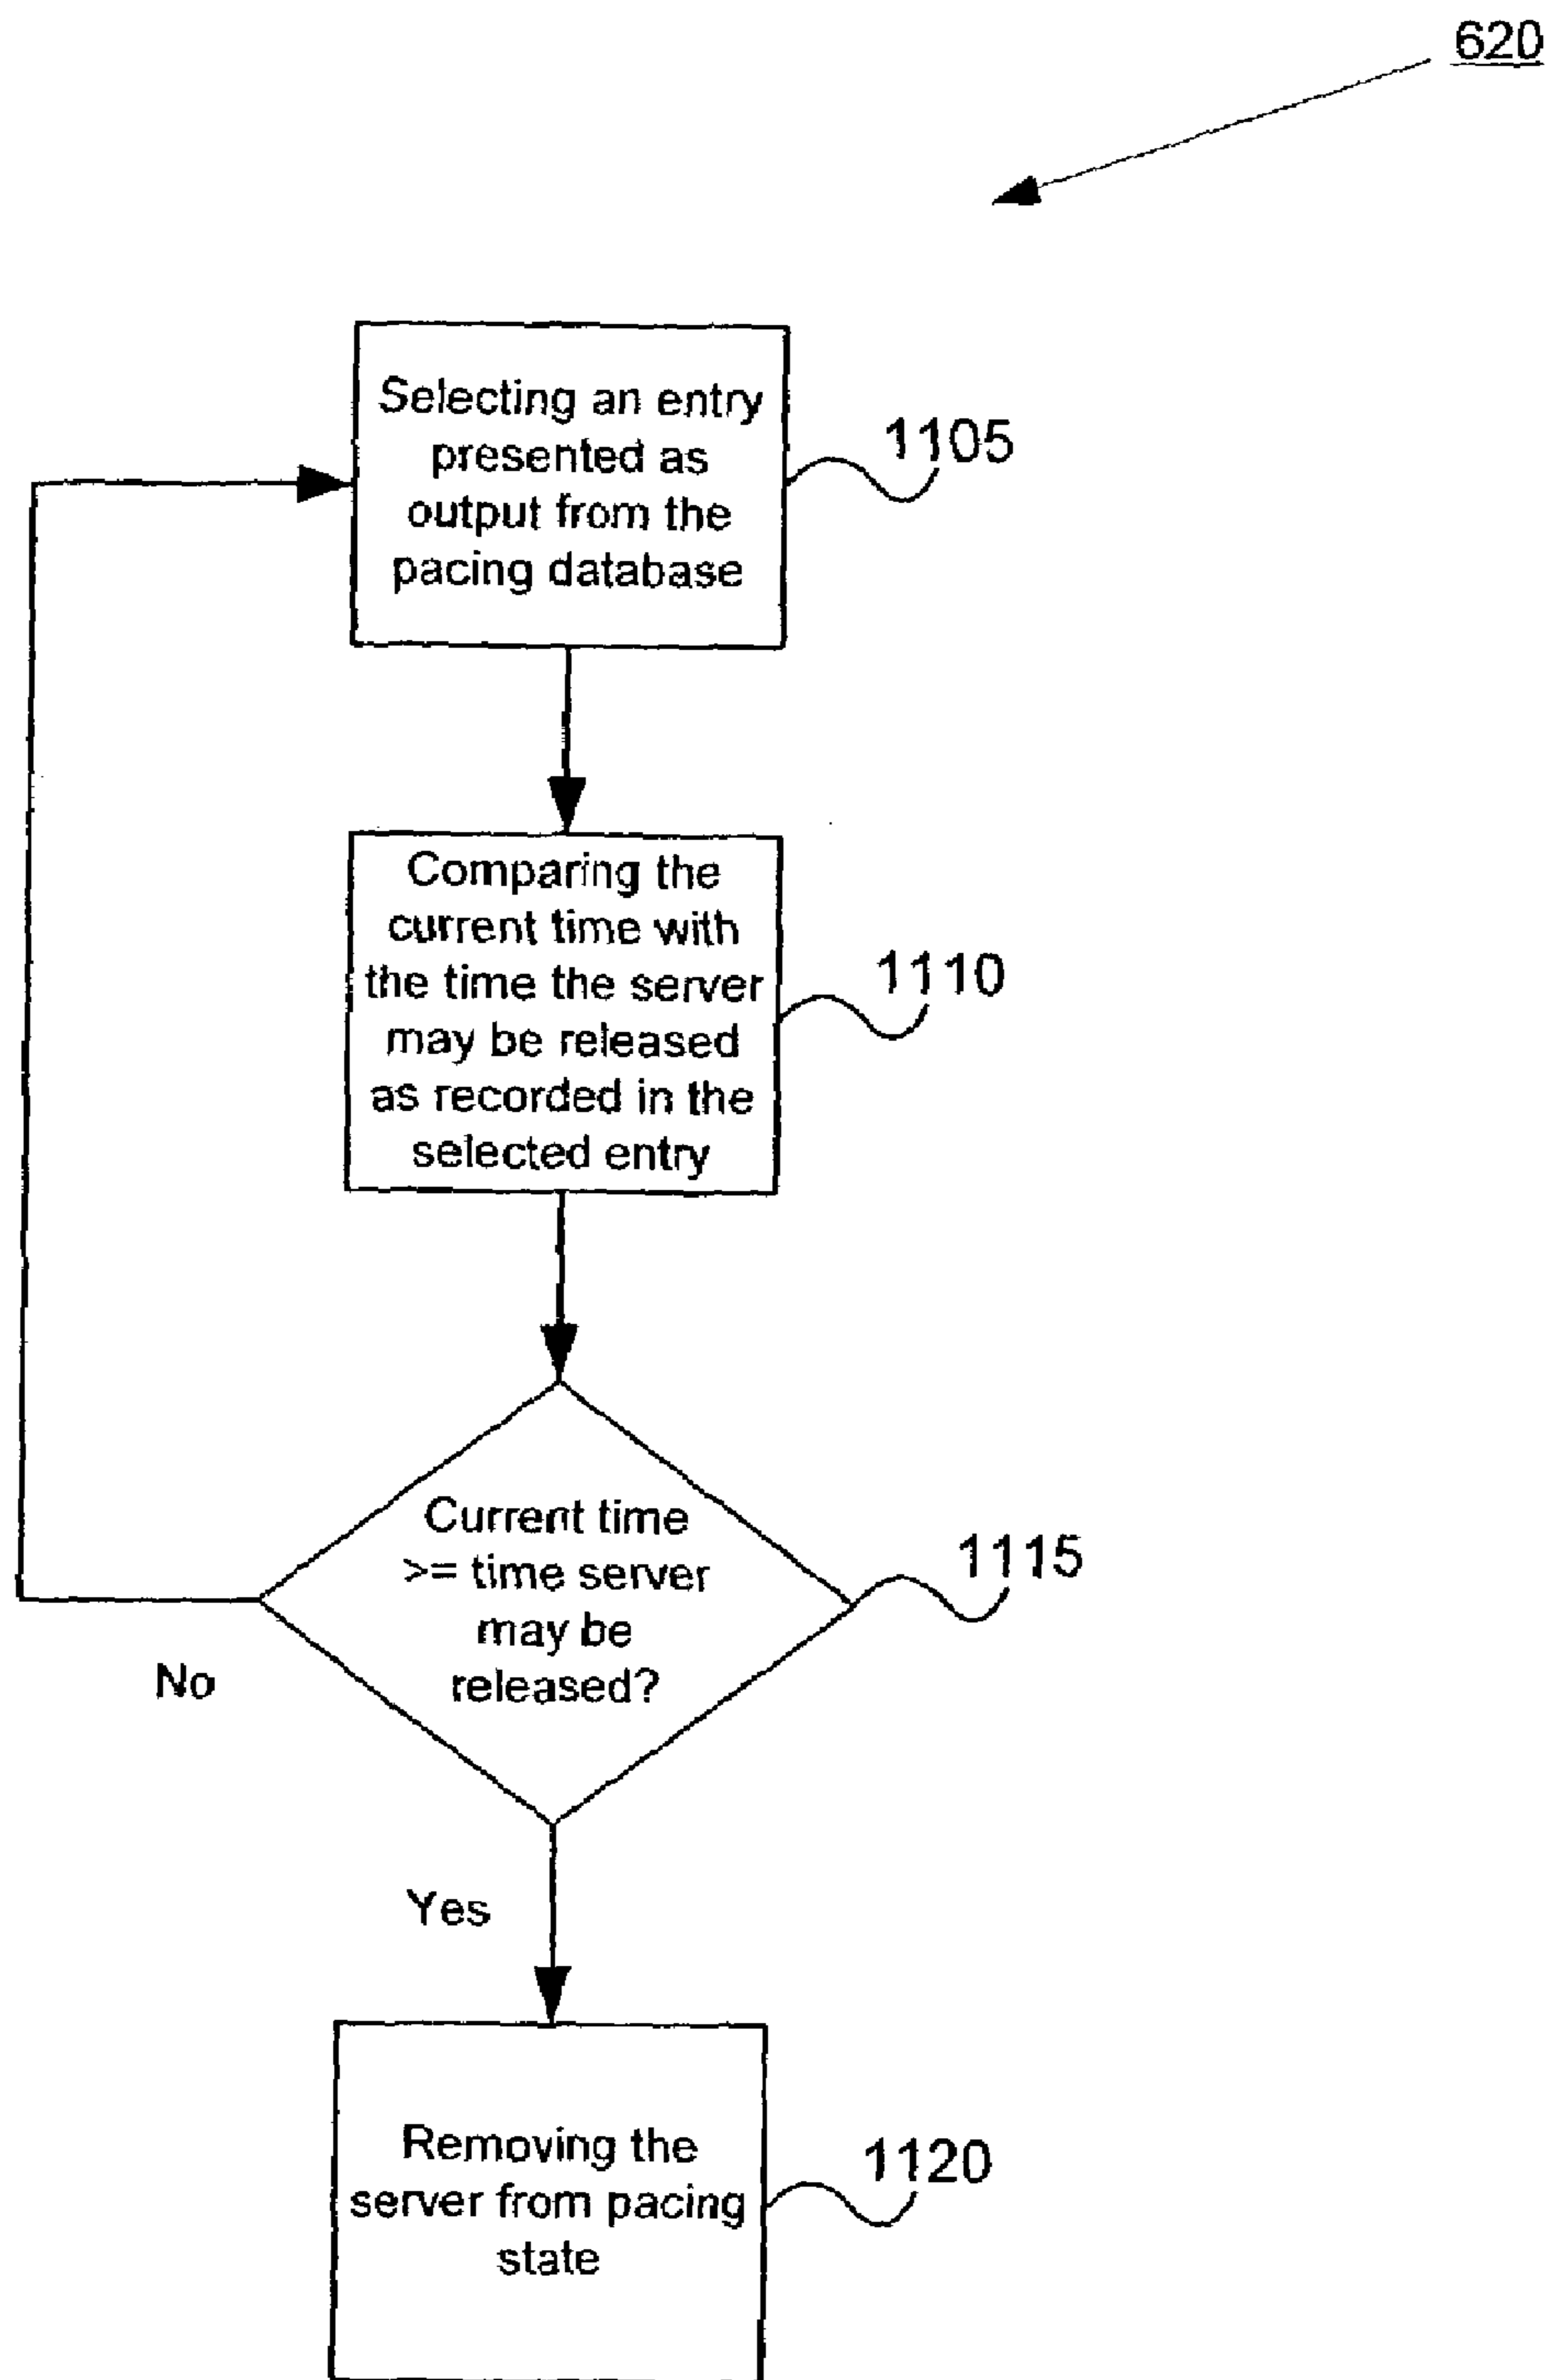 620
Selecting an entry
presented as
output from the
pacing database
1105
Comparing the
current time with
the time the server
may be released
as recorded in the
selected entry
1110
Current time
>= time server
may be
released?
1115
No
Yes
Removing the
server from pacing
state
1120